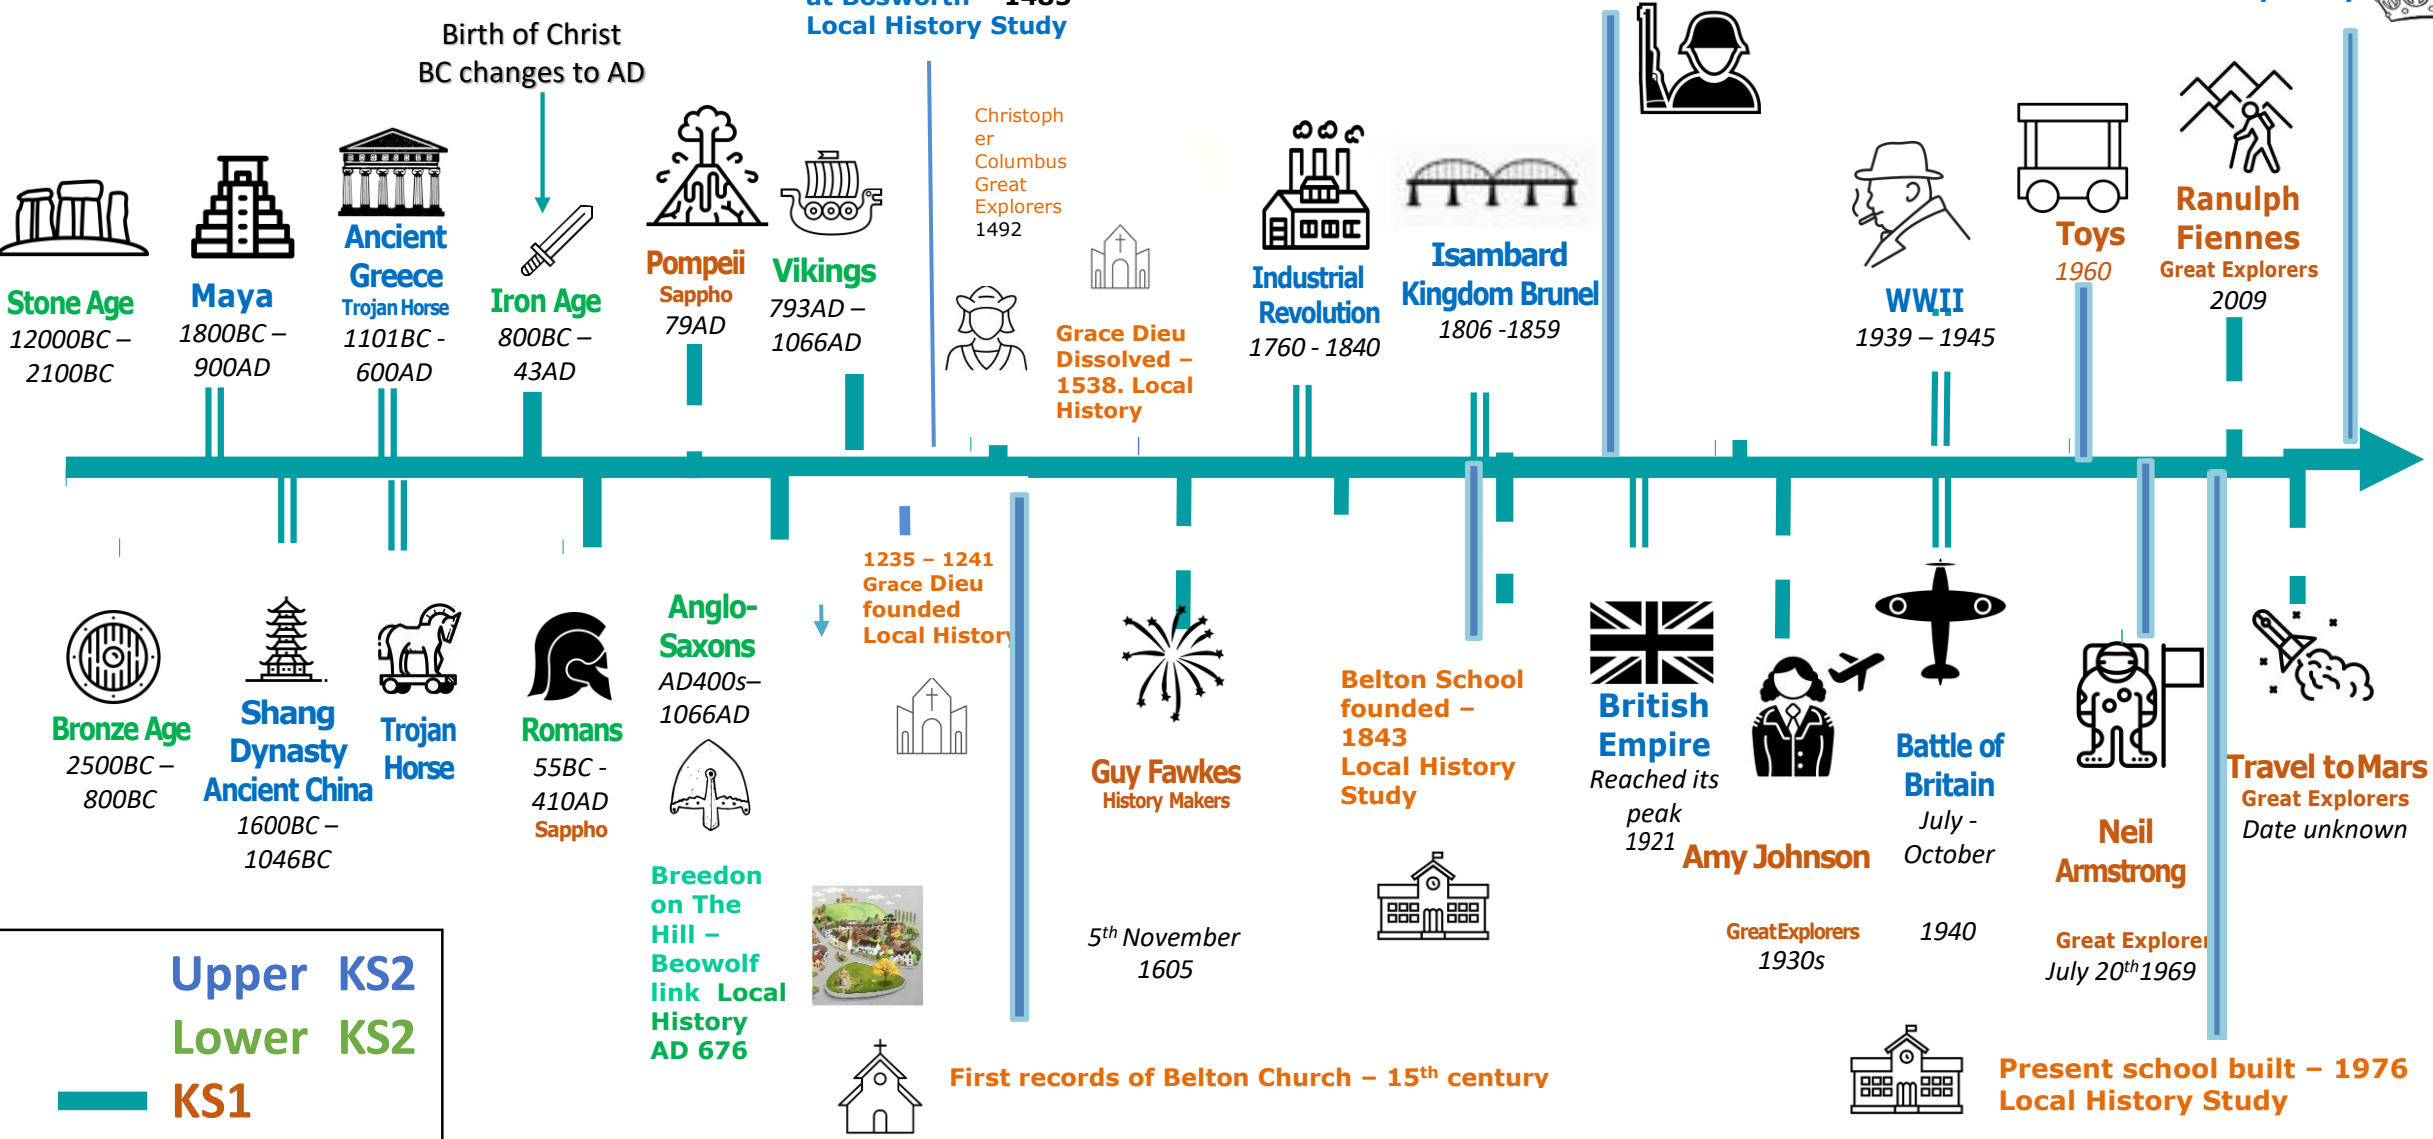 at Bosworth – 1485
Local History Study
Birth of Christ
BC changes to AD
Stone Age
12000BC –
2100BC
Maya
1800BC –
900AD
Ancient
Greece
Trojan Horse
1101BC -
600AD
Iron Age
800BC –
43AD
Pompeii
Sappho
79AD
Vikings
793AD –
1066AD
Christoph
er
Columbus
Great
Explorers
1492
Grace Dieu
Dissolved –
1538. Local
History
Industrial
Revolution
1760 - 1840
Isambard
Kingdom Brunel
1806 -1859
WWII
1939 – 1945
Toys
1960
Ranulph
Fiennes
Great Explorers
2009
Bronze Age
2500BC –
800BC
Shang
Dynasty
Ancient China
1600BC –
1046BC
Trojan
Horse
Romans
55BC -
410AD
Sappho
Anglo-
Saxons
AD400s–
1066AD
Breedon
on The
Hill –
Beowolf
link Local
History
AD 676
1235 – 1241
Grace Dieu
founded
Local History
First records of Belton Church – 15th century
Guy Fawkes
History Makers
5th November
1605
Belton School
founded –
1843
Local History
Study
British
Empire
Reached its
peak
1921
Amy Johnson
Great Explorers
1930s
Battle of
Britain
July -
October
1940
Neil
Armstrong
Great Explorer
July 20th 1969
Travel to Mars
Great Explorers
Date unknown
Present school built – 1976
Local History Study
Upper KS2
Lower KS2
KS1